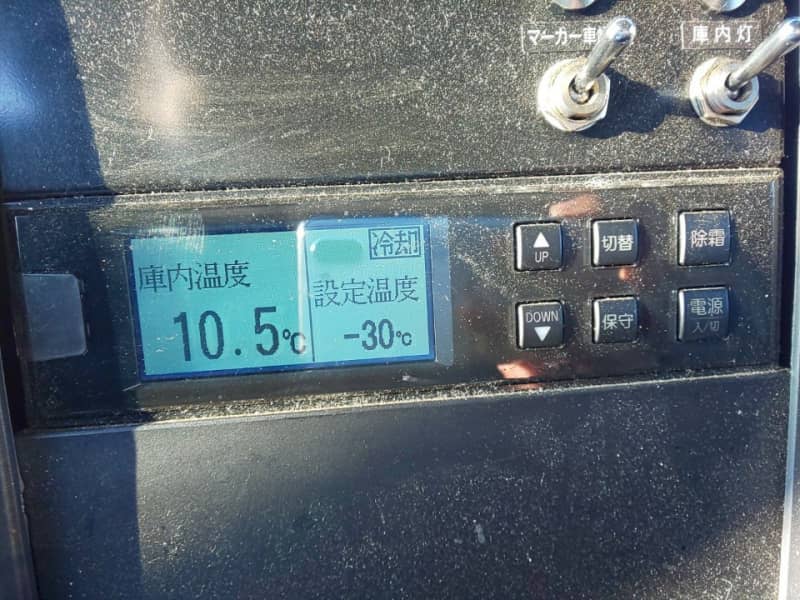 マーカー車
庫内灯
冷却
庫内温度
設定温度
10.5℃
-30℃
▲
UP
切替
除霜
DOWN
▼
保守
電源
入/切